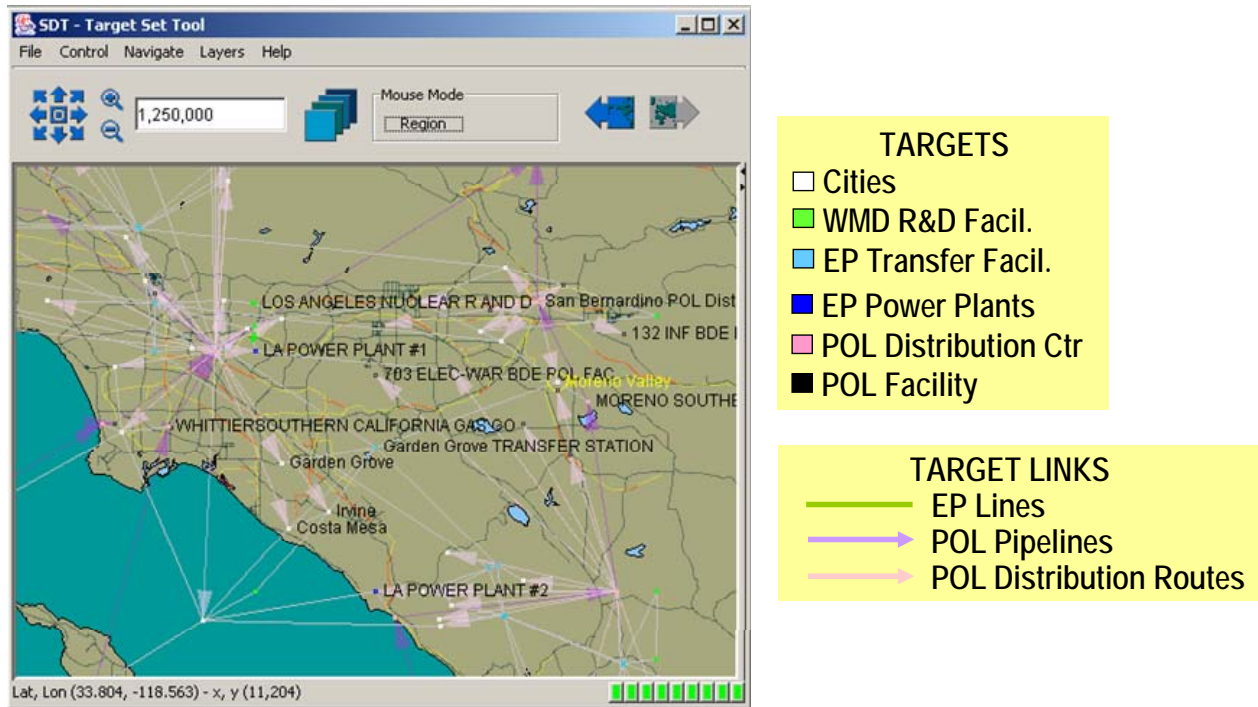 SDT - Target Set Tool
File Control Navigate Layers Help
1,250,000
Mouse Mode
Region
LOS ANGELES NUCLEAR R AND D
San Bernardino POL Dist
132 INF BDE
LA POWER PLANT #1
703 ELEC-WAR BDE POL FAC
Moreno Valley
MORENO SOUTHE
WHITTIERSOUTHERN CALIFORNIA GAS GO
Garden Grove TRANSFER STATION
Garden Grove
Irvine
Costa Mesa
LA POWER PLANT #2
Lat, Lon (33.804, -118.563) - x, y (11,204)
TARGETS
Cities
WMD R&D Facil.
EP Transfer Facil.
EP Power Plants
POL Distribution Ctr
POL Facility
TARGET LINKS
EP Lines
POL Pipelines
POL Distribution Routes